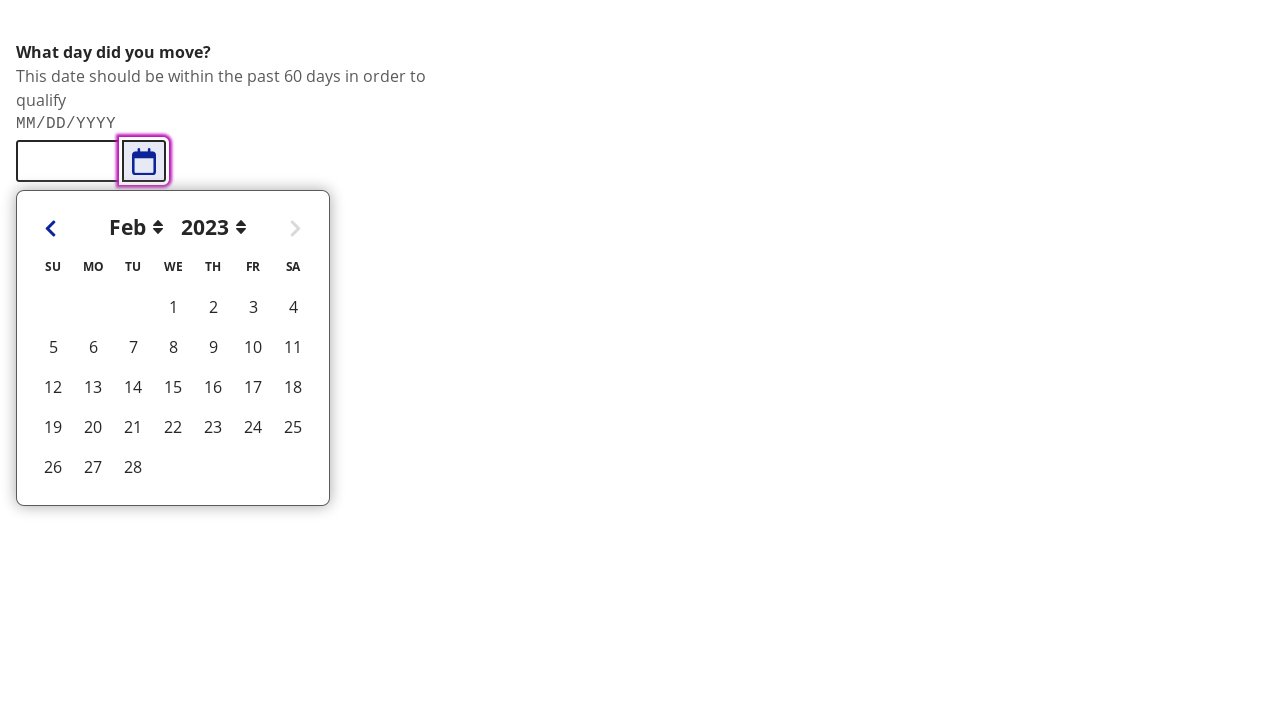 What day did you move?
This date should be within the past 60 days in order to
qualify
MM/DD/YYYY
Feb 2023
SU MO TU WE TH FR SA
1 2 3 4
5 6 7 8 9 10 11
12 13 14 15 16 17 18
19 20 21 22 23 24 25
26 27 28